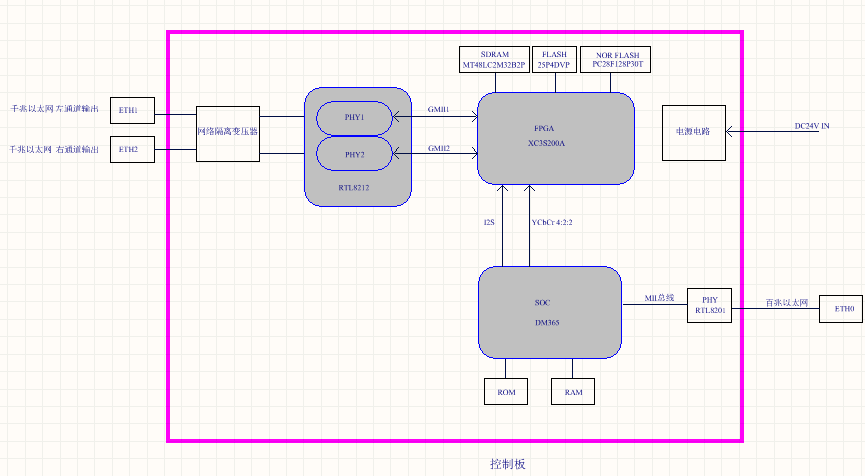 SDRAM
MT48LC2M32B2P
FLASH
25P4DVP
NOR FLASH
PC28F128P30T
千兆以太网 左通道输出
ETH1
网络隔离变压器
PHY1
GMII1
FPGA
XC3S200A
电源电路
DC24V IN
千兆以太网 右通道输出
ETH2
PHY2
GMII2
RTL8212
I2S
YCbCr 4:2:2
SOC
DM365
MII总线
PHY
RTL8201
百兆以太网
ETH0
ROM
RAM
控制板